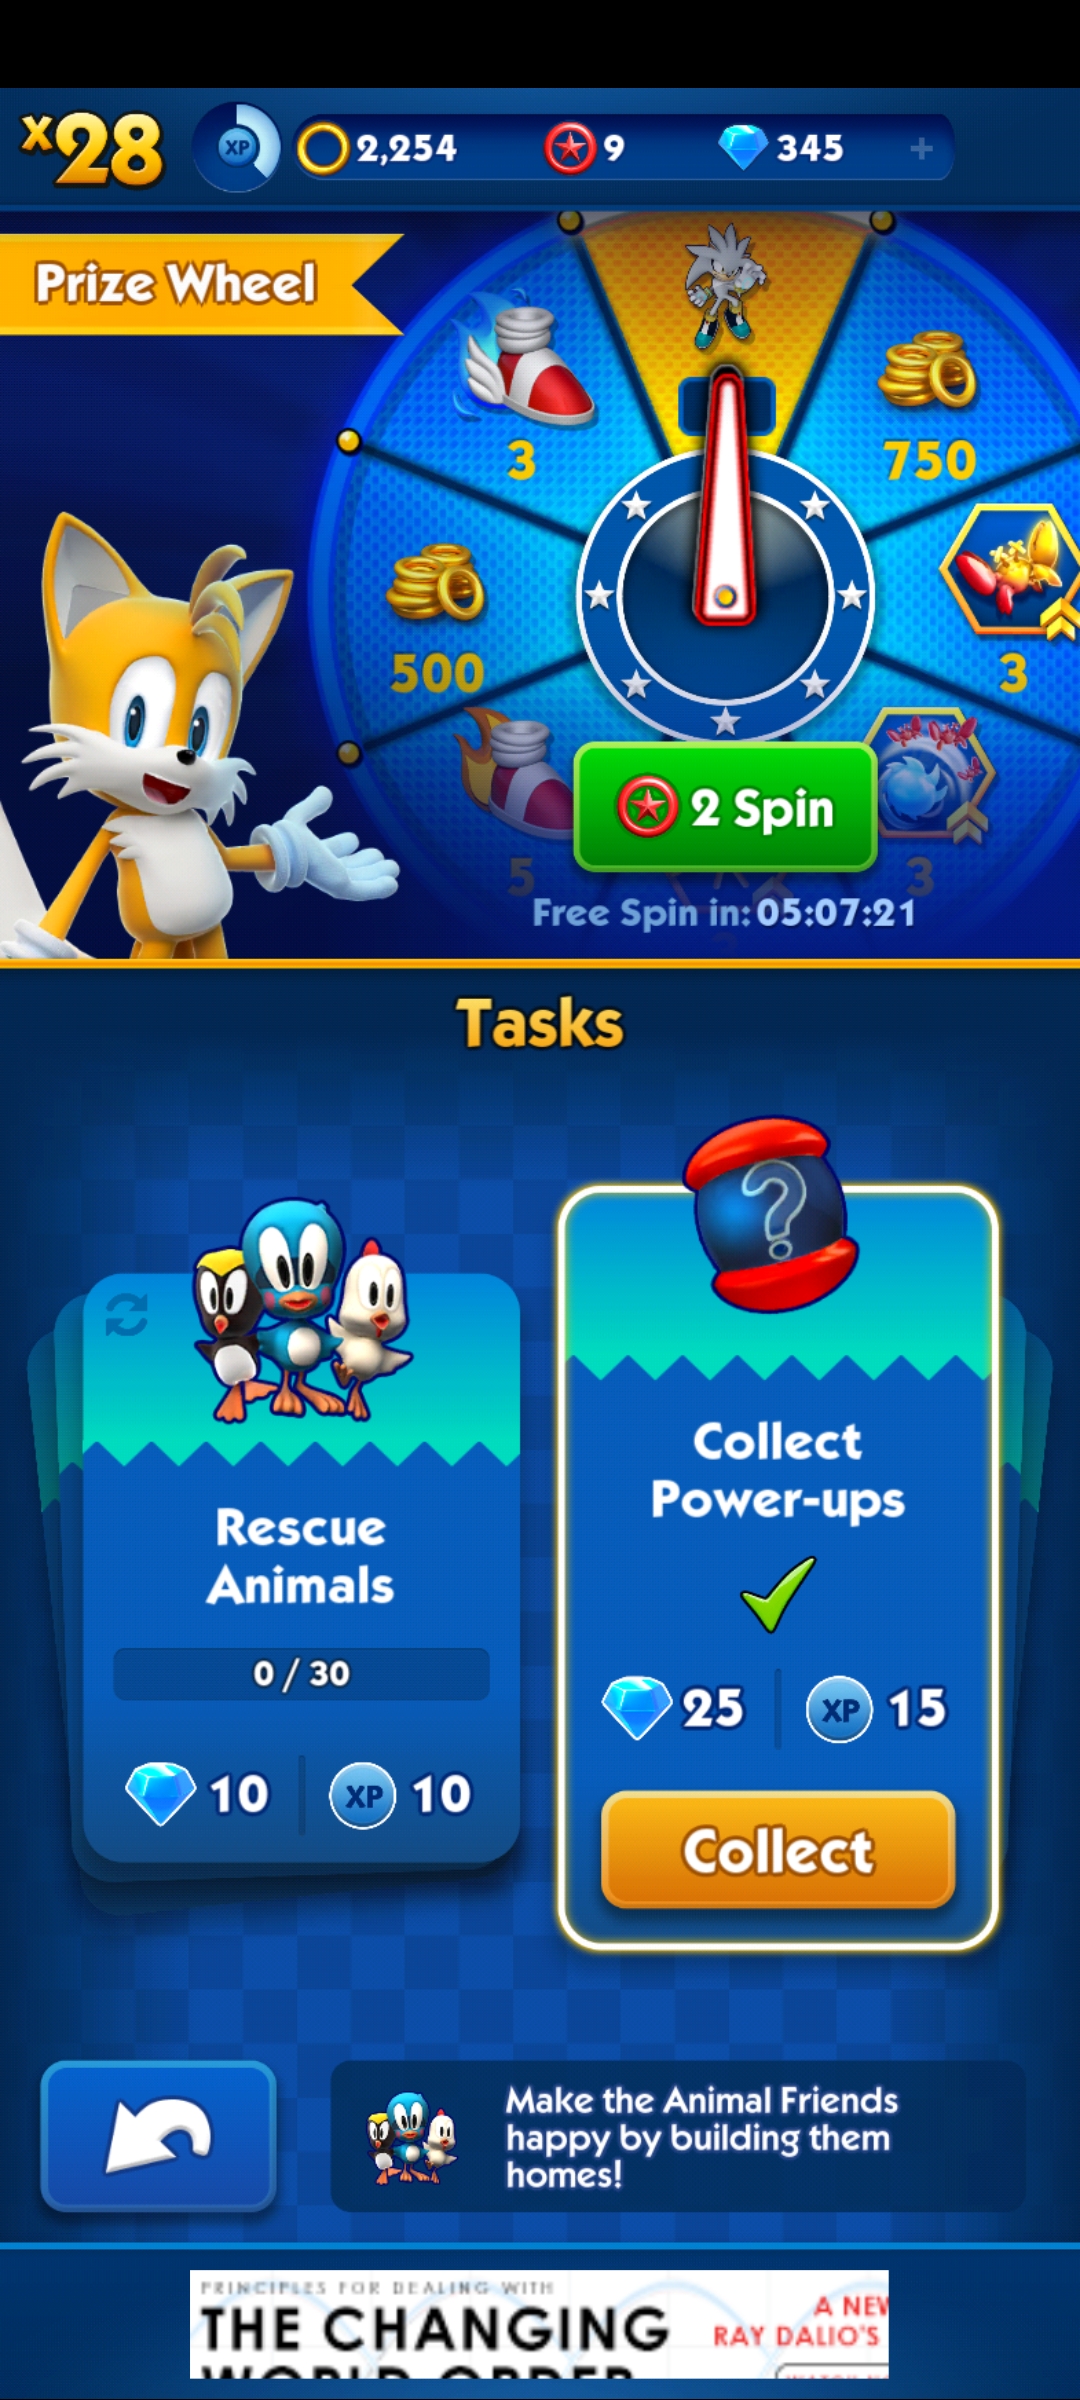 x28
XP
2,254
9
345
+
Prize Wheel
3
750
500
3
5
3
2 Spin
Free Spin in: 05:07:21
Tasks
?
Rescue
Animals
0 / 30
10
XP
10
Collect
Power-ups
25
XP
15
Collect
Make the Animal Friends
happy by building them
homes!
PRINCIPLES FOR DEALING WITH
THE CHANGING
WORLD ORDER
A NEW
RAY DALIO'S